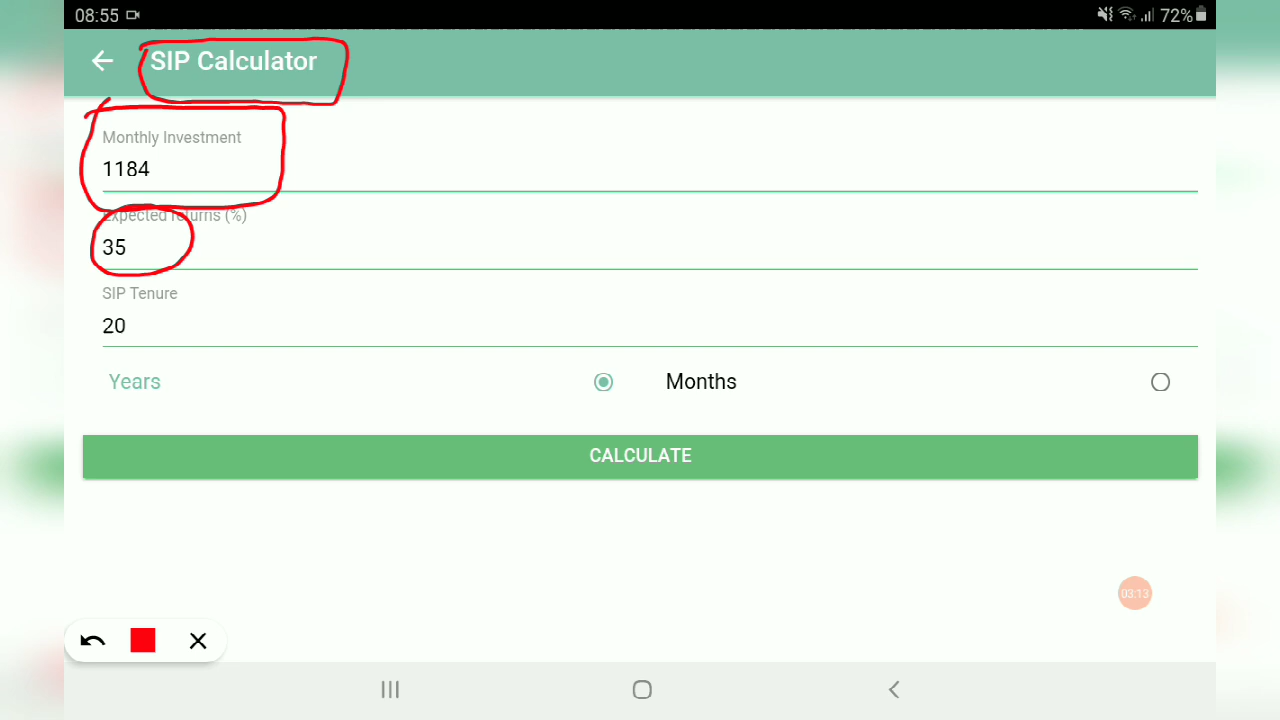 08:55
72%
SIP Calculator
Monthly Investment
1184
Expected returns (%)
35
SIP Tenure
20
Years
Months
CALCULATE
03:13